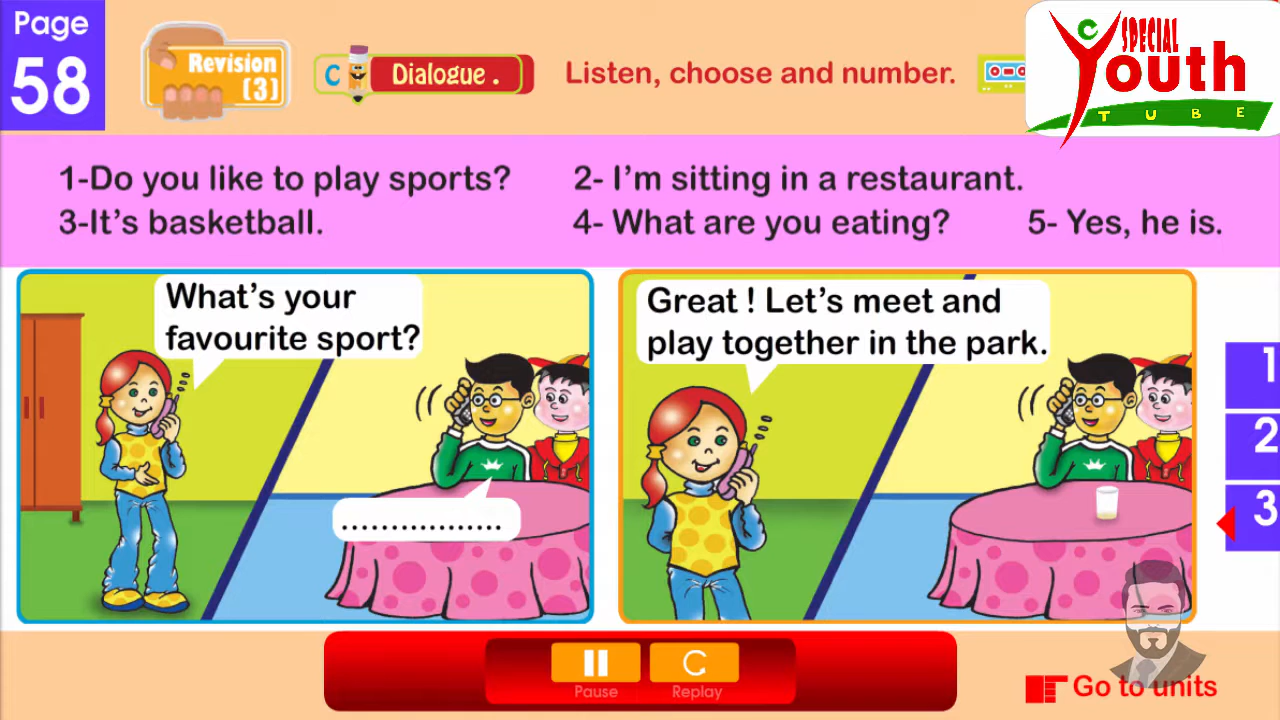 Page
58
Revision
(3)
C Dialogue .
Listen, choose and number.
C SPECIAL
Youth
TUBE
1-Do you like to play sports? 2- I'm sitting in a restaurant.
3-It's basketball. 4- What are you eating? 5- Yes, he is.
What's your
favourite sport?
.................
Great ! Let's meet and
play together in the park.
1
2
3
Pause Replay
Go to units